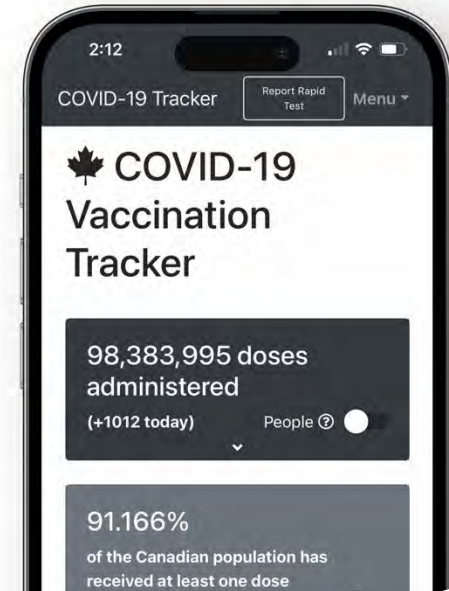 2:12
COVID-19 Tracker
Report Rapid
Test
Menu
COVID-19
Vaccination
Tracker
98,383,995 doses
administered
(+1012 today)
People ?
91.166%
of the Canadian population has
received at least one dose